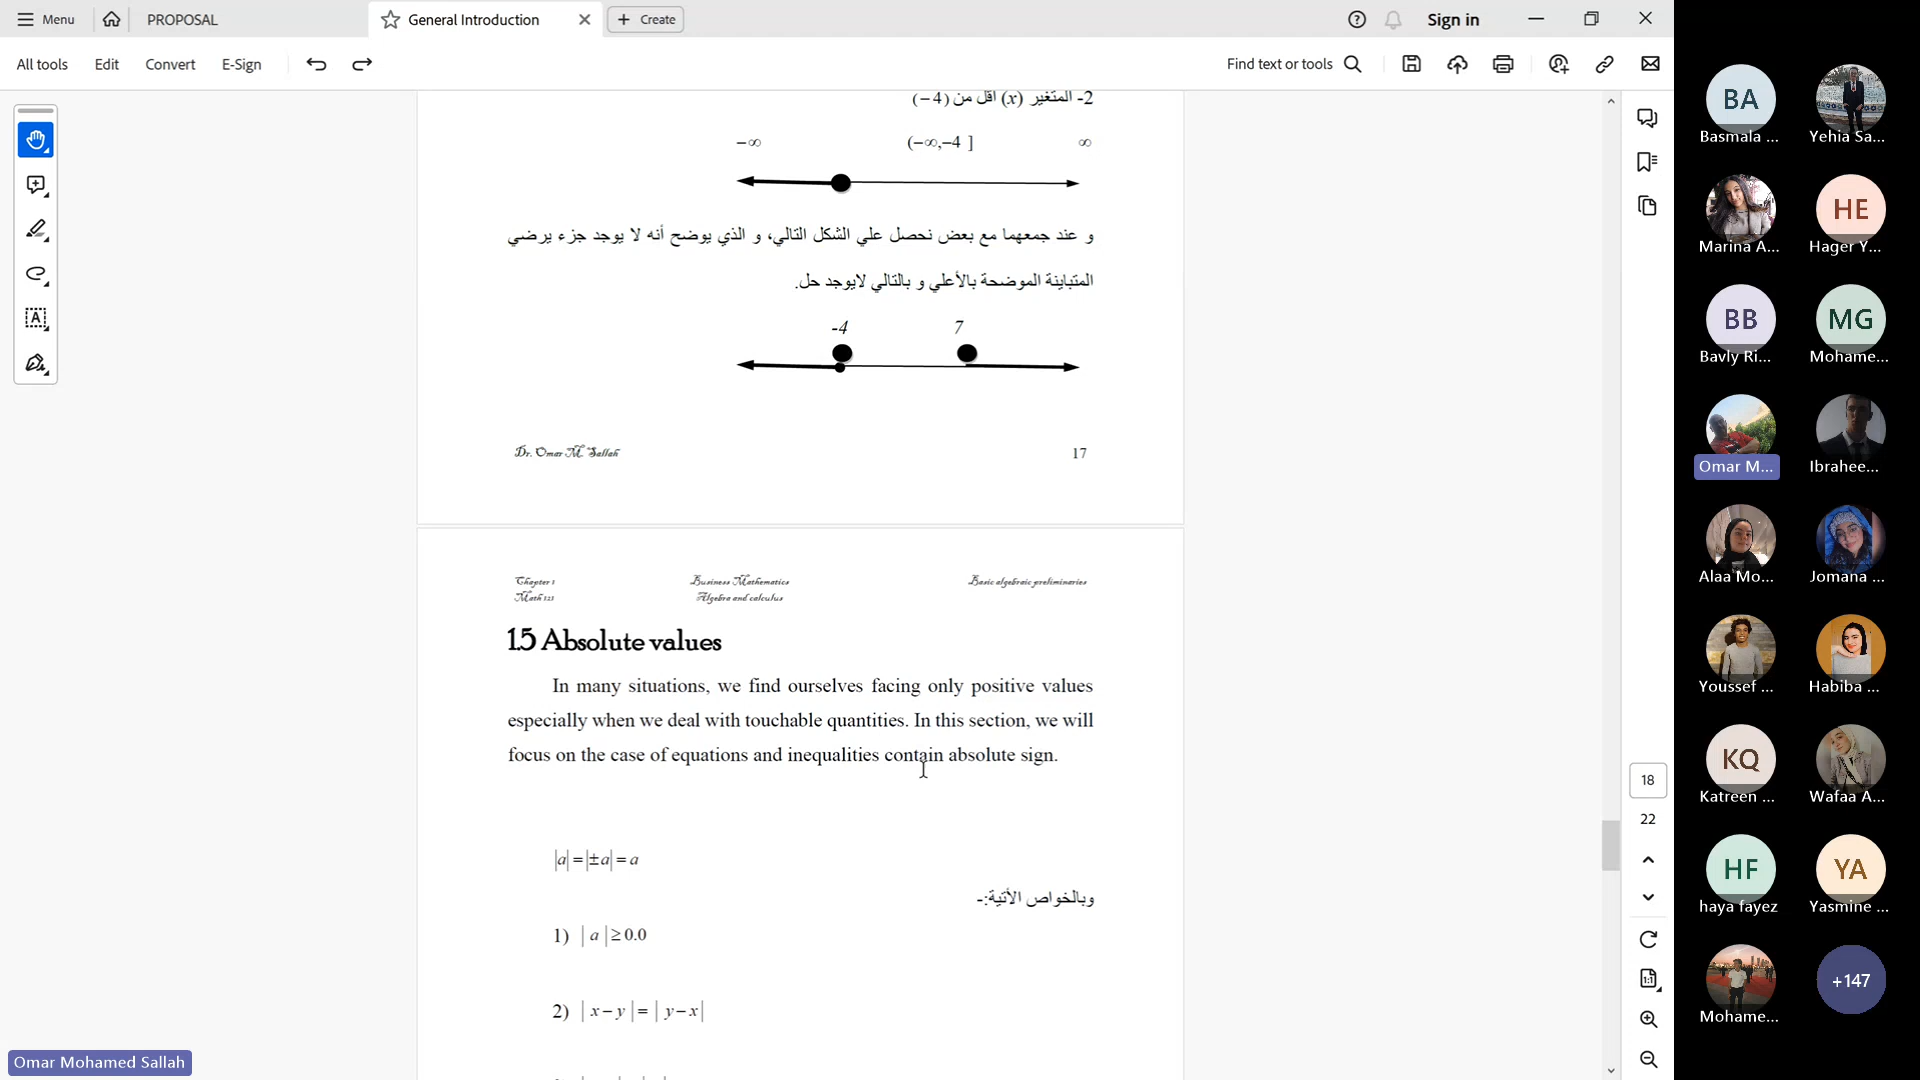 Menu
PROPOSAL
General Introduction
Create
Sign in
All tools
Edit
Convert
E-Sign
Find text or tools
2- المتغير (x) اقل من (4−)
−∞ (−∞,−4 ] ∞
و عند جمعهما مع بعض نحصل علي الشكل التالي، و الذي يوضح أنه لا يوجد جزء يرضي
المتباينة الموضحة بالأعلي و بالتالي لايوجد حل.
-4 7
Dr. Omar M. Sallah 17
Chapter 1 Business Mathematics Basic algebraic preliminaries
Math 121 Algebra and calculus
1.5 Absolute values
In many situations, we find ourselves facing only positive values
especially when we deal with touchable quantities. In this section, we will
focus on the case of equations and inequalities contain absolute sign.
|a|=|±a|=a
وبالخواص الأتية:-
1) | a |≥0.0
2) | x−y |=| y−x|
18
22
BA
Basmala ...
Yehia Sa...
Marina A...
HE
Hager Y...
BB
Bavly Ri...
MG
Mohame...
Omar M...
Ibrahee...
Alaa Mo...
Jomana ...
Youssef ...
Habiba ...
KQ
Katreen ...
Wafaa A...
HF
haya fayez
YA
Yasmine ...
Mohame...
+147
Omar Mohamed Sallah